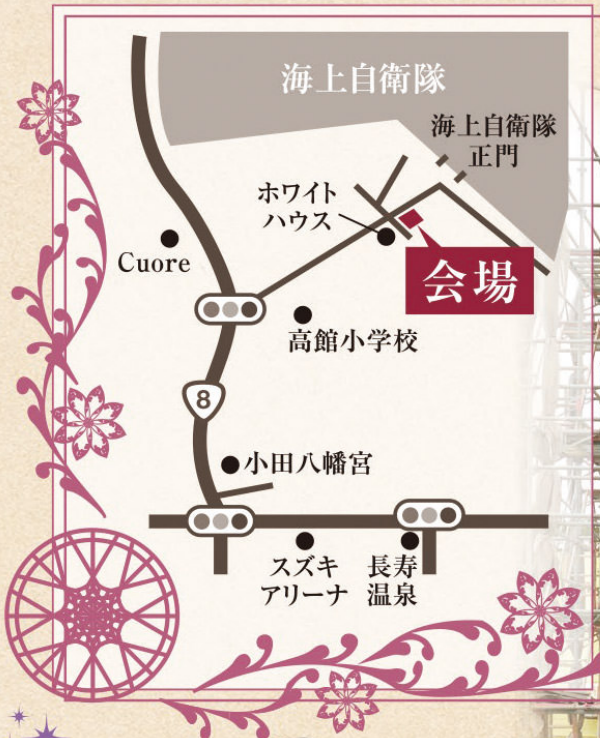 海上自衛隊
海上自衛隊
正門
ホワイト
ハウス
Cuore
会場
高館小学校
8
小田八幡宮
スズキ
アリーナ
長寿
温泉